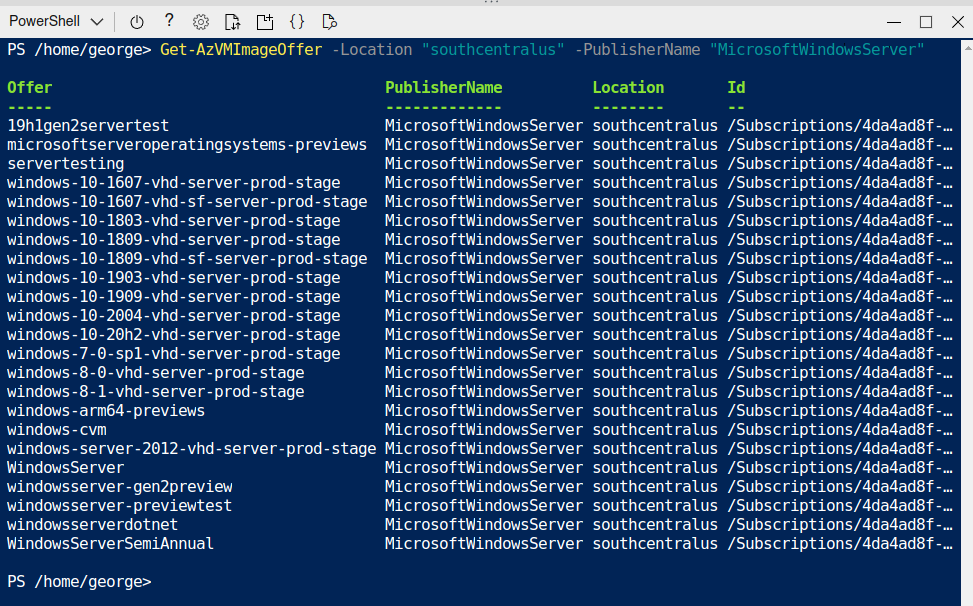 PowerShell
PS /home/george> Get-AzVMImageOffer -Location "southcentralus" -PublisherName "MicrosoftWindowsServer"
Offer PublisherName Location Id
----- ------------- -------- --
19h1gen2servertest MicrosoftWindowsServer southcentralus /Subscriptions/4da4ad8f-…
microsoftserveroperatingsystems-previews MicrosoftWindowsServer southcentralus /Subscriptions/4da4ad8f-…
servertesting MicrosoftWindowsServer southcentralus /Subscriptions/4da4ad8f-…
windows-10-1607-vhd-server-prod-stage MicrosoftWindowsServer southcentralus /Subscriptions/4da4ad8f-…
windows-10-1607-vhd-sf-server-prod-stage MicrosoftWindowsServer southcentralus /Subscriptions/4da4ad8f-…
windows-10-1803-vhd-server-prod-stage MicrosoftWindowsServer southcentralus /Subscriptions/4da4ad8f-…
windows-10-1809-vhd-server-prod-stage MicrosoftWindowsServer southcentralus /Subscriptions/4da4ad8f-…
windows-10-1809-vhd-sf-server-prod-stage MicrosoftWindowsServer southcentralus /Subscriptions/4da4ad8f-…
windows-10-1903-vhd-server-prod-stage MicrosoftWindowsServer southcentralus /Subscriptions/4da4ad8f-…
windows-10-1909-vhd-server-prod-stage MicrosoftWindowsServer southcentralus /Subscriptions/4da4ad8f-…
windows-10-2004-vhd-server-prod-stage MicrosoftWindowsServer southcentralus /Subscriptions/4da4ad8f-…
windows-10-20h2-vhd-server-prod-stage MicrosoftWindowsServer southcentralus /Subscriptions/4da4ad8f-…
windows-7-0-sp1-vhd-server-prod-stage MicrosoftWindowsServer southcentralus /Subscriptions/4da4ad8f-…
windows-8-0-vhd-server-prod-stage MicrosoftWindowsServer southcentralus /Subscriptions/4da4ad8f-…
windows-8-1-vhd-server-prod-stage MicrosoftWindowsServer southcentralus /Subscriptions/4da4ad8f-…
windows-arm64-previews MicrosoftWindowsServer southcentralus /Subscriptions/4da4ad8f-…
windows-cvm MicrosoftWindowsServer southcentralus /Subscriptions/4da4ad8f-…
windows-server-2012-vhd-server-prod-stage MicrosoftWindowsServer southcentralus /Subscriptions/4da4ad8f-…
WindowsServer MicrosoftWindowsServer southcentralus /Subscriptions/4da4ad8f-…
windowsserver-gen2preview MicrosoftWindowsServer southcentralus /Subscriptions/4da4ad8f-…
windowsserver-previewtest MicrosoftWindowsServer southcentralus /Subscriptions/4da4ad8f-…
windowsserverdotnet MicrosoftWindowsServer southcentralus /Subscriptions/4da4ad8f-…
WindowsServerSemiAnnual MicrosoftWindowsServer southcentralus /Subscriptions/4da4ad8f-…
PS /home/george>